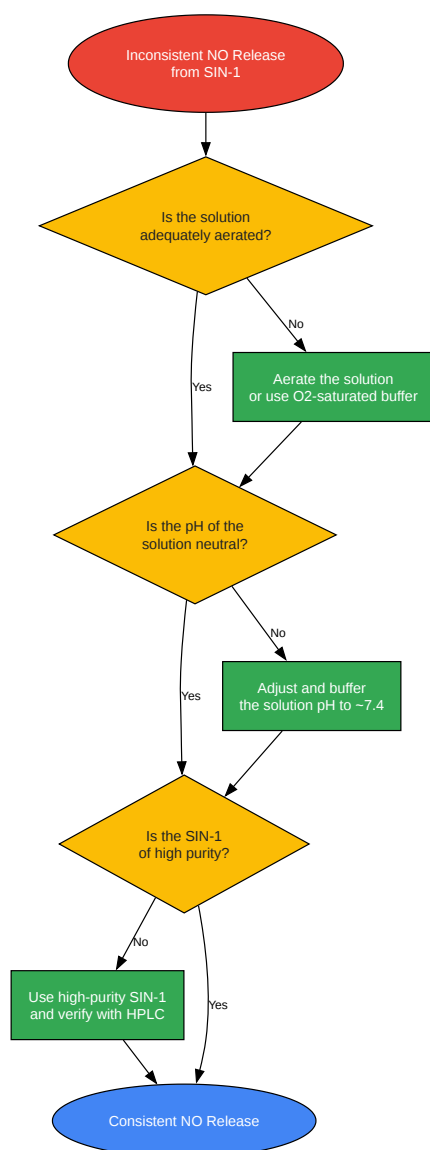 Inconsistent NO Release
from SIN-1
Is the solution
adequately aerated?
No
Aerate the solution
or use O2-saturated buffer
Yes
Is the pH of the
solution neutral?
No
Adjust and buffer
the solution pH to ~7.4
Yes
Is the SIN-1
of high purity?
No
Use high-purity SIN-1
and verify with HPLC
Yes
Consistent NO Release